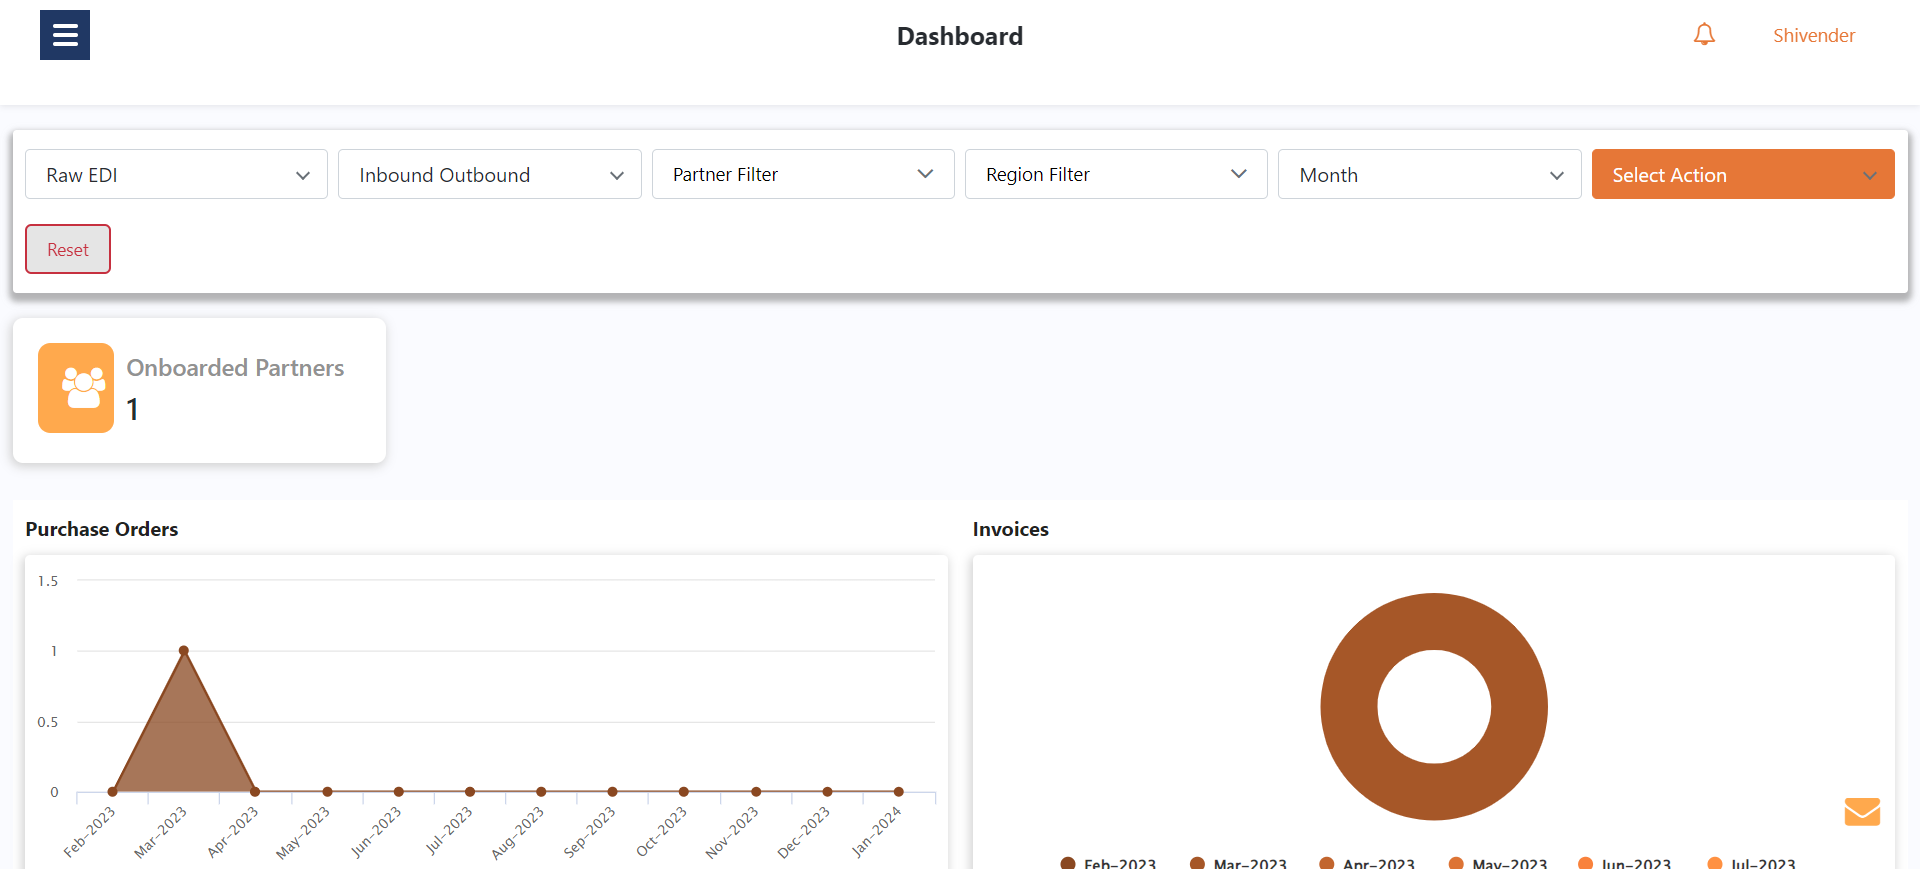 Dashboard
Shivender
Raw EDI
Inbound Outbound
Partner Filter
Region Filter
Month
Select Action
Reset
Onboarded Partners
1
Purchase Orders
1.5
1
0.5
0
Feb-2023
Mar-2023
Apr-2023
May-2023
Jun-2023
Jul-2023
Aug-2023
Sep-2023
Oct-2023
Nov-2023
Dec-2023
Jan-2024
Invoices
Feb-2023
Mar-2023
Apr-2023
May-2023
Jun-2023
Jul-2023